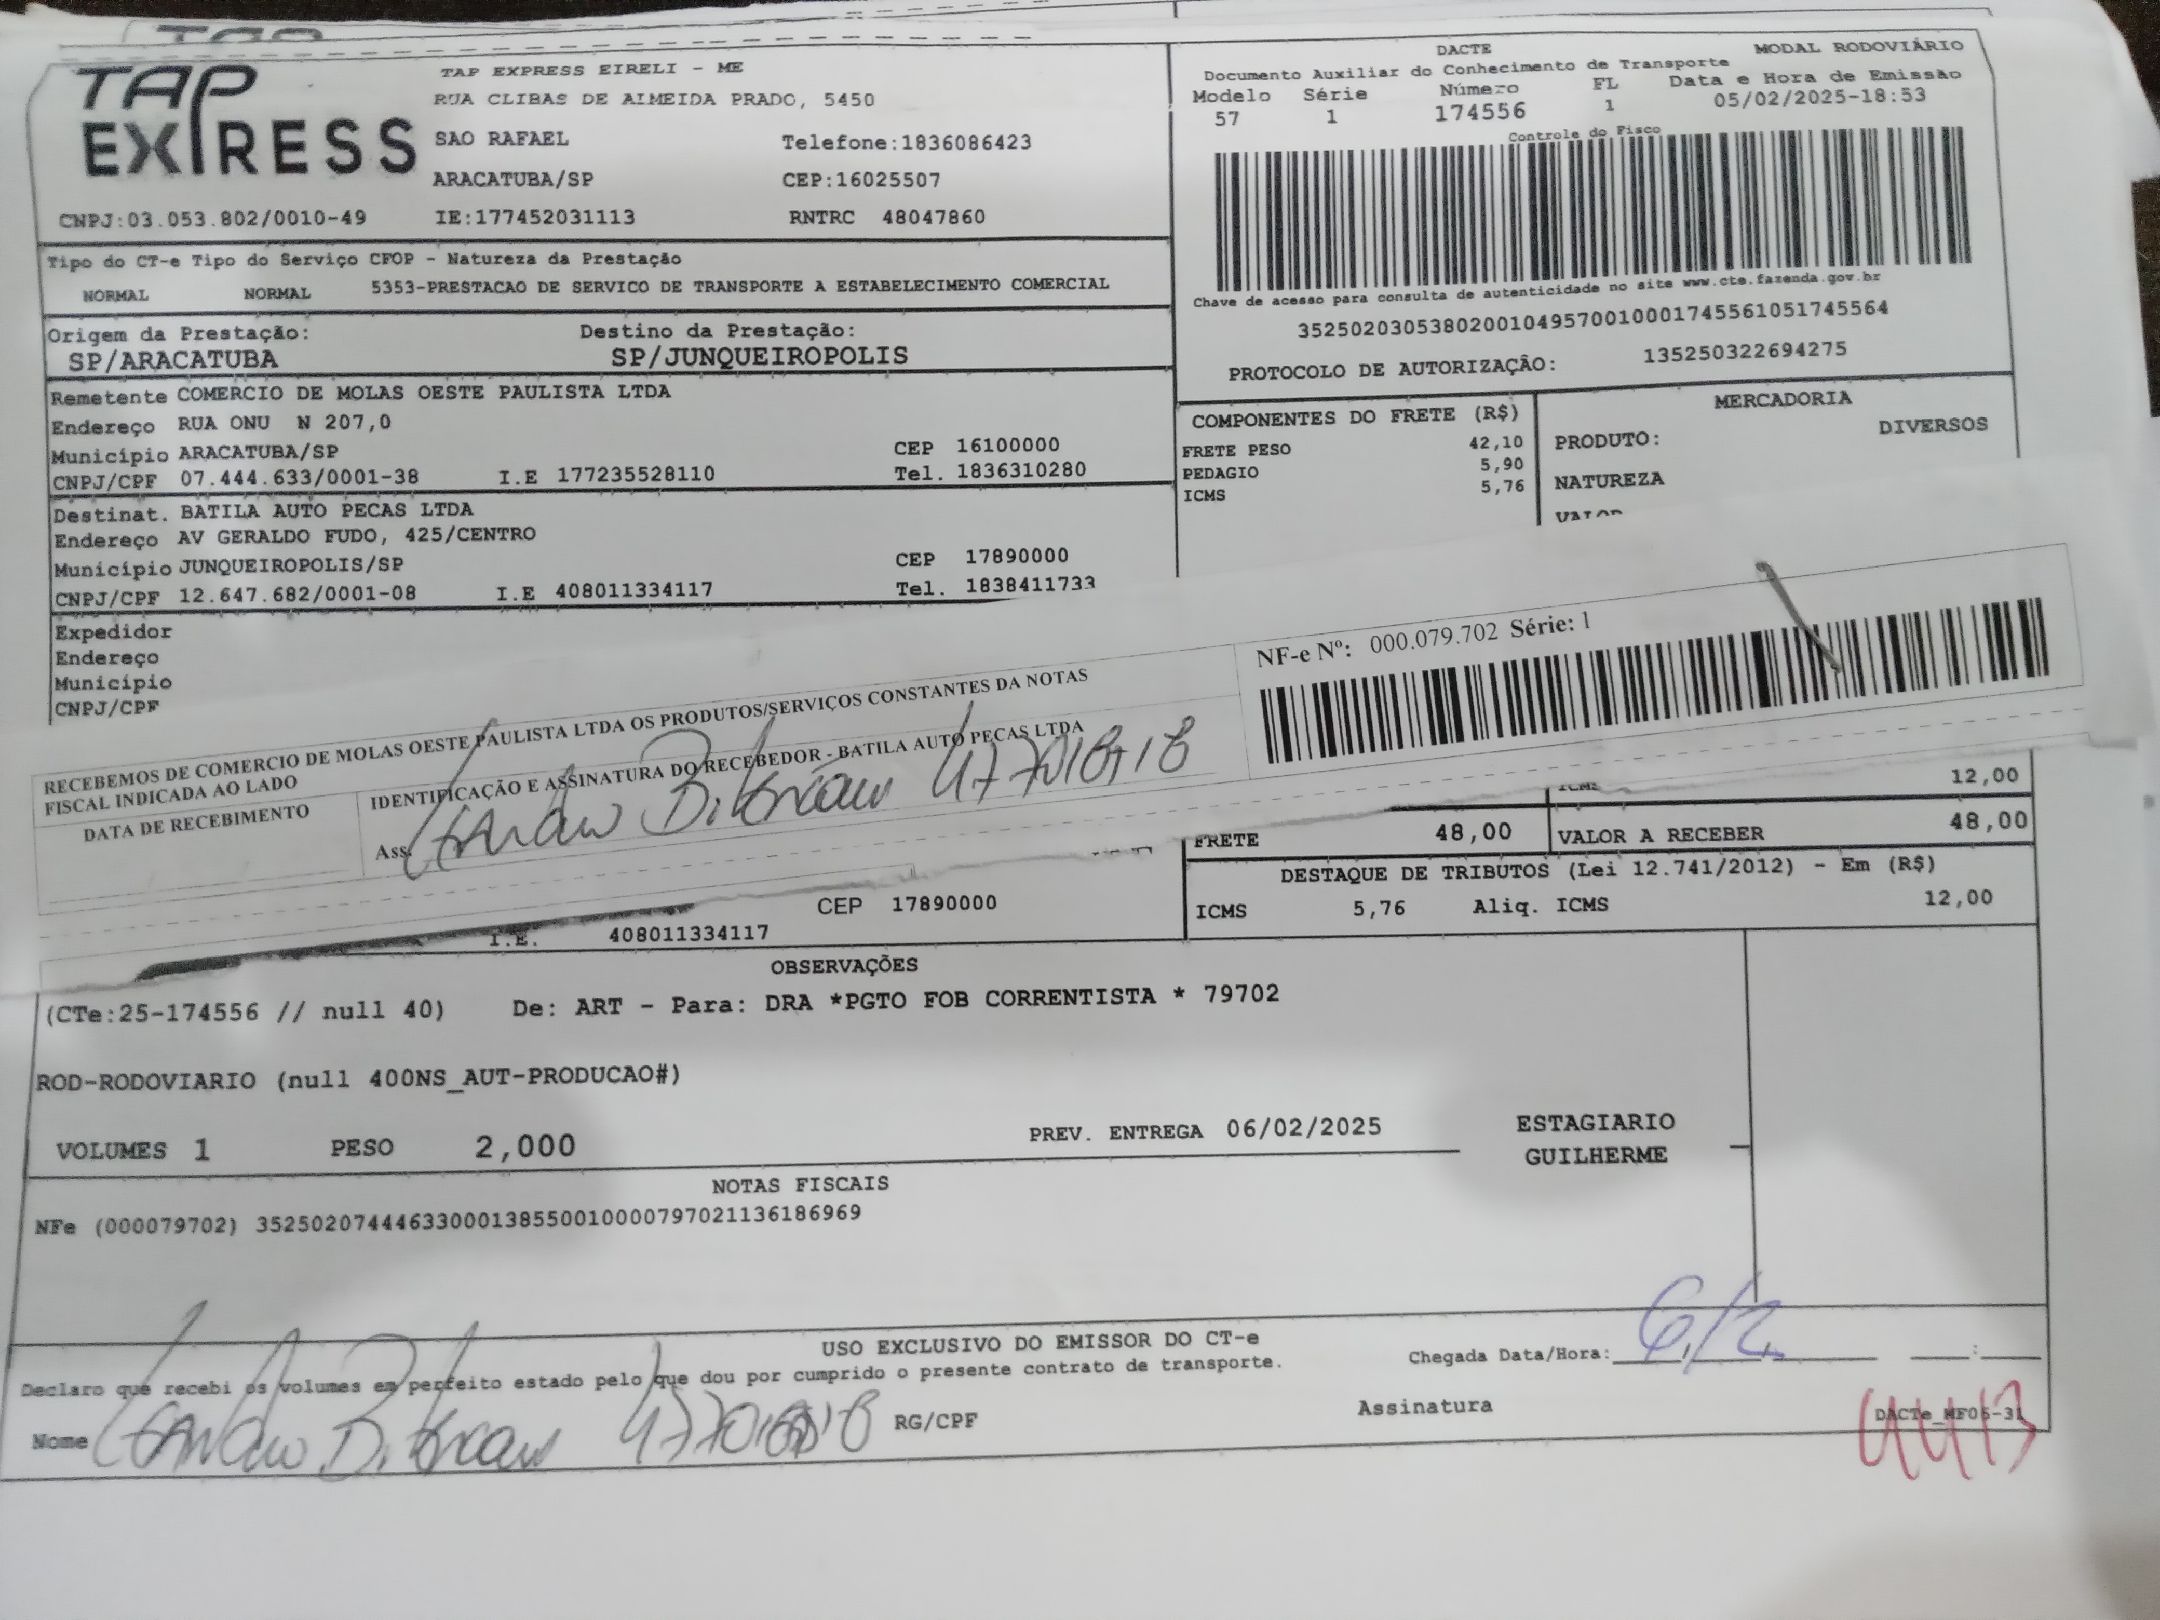 TAP EXPRESS
TAP EXPRESS EIRELI - ME
RUA CLIBAS DE ALMEIDA PRADO, 5450
SAO RAFAEL Telefone:1836086423
ARACATUBA/SP CEP:16025507
CNPJ:03.053.802/0010-49 IE:177452031113 RNTRC 48047860
DACTE MODAL RODOVIÁRIO
Documento Auxiliar do Conhecimento de Transporte
Modelo Série Número FL Data e Hora de Emissão
57 1 174556 1 05/02/2025-18:53
Controle do Fisco
Chave de acesso para consulta de autenticidade no site www.cte.fazenda.gov.br
35250203053802001049570010001745561051745564
PROTOCOLO DE AUTORIZAÇÃO: 135250322694275
Tipo do CT-e Tipo do Serviço CFOP - Natureza da Prestação
NORMAL NORMAL 5353-PRESTACAO DE SERVICO DE TRANSPORTE A ESTABELECIMENTO COMERCIAL
Origem da Prestação: Destino da Prestação:
SP/ARACATUBA SP/JUNQUEIROPOLIS
Remetente COMERCIO DE MOLAS OESTE PAULISTA LTDA
Endereço RUA ONU N 207,0
Município ARACATUBA/SP CEP 16100000
CNPJ/CPF 07.444.633/0001-38 I.E 177235528110 Tel. 1836310280
Destinat. BATILA AUTO PECAS LTDA
Endereço AV GERALDO FUDO, 425/CENTRO
Município JUNQUEIROPOLIS/SP CEP 17890000
CNPJ/CPF 12.647.682/0001-08 I.E 408011334117 Tel. 1838411733
Expedidor
Endereço
Município
CNPJ/CPF
COMPONENTES DO FRETE (R$)
FRETE PESO 42,10
PEDAGIO 5,90
ICMS 5,76
MERCADORIA
PRODUTO: DIVERSOS
NATUREZA
VALOR
RECEBEMOS DE COMERCIO DE MOLAS OESTE PAULISTA LTDA OS PRODUTOS/SERVIÇOS CONSTANTES DA NOTAS
FISCAL INDICADA AO LADO
DATA DE RECEBIMENTO
IDENTIFICAÇÃO E ASSINATURA DO RECEBEDOR - BATILA AUTO PECAS LTDA
Ass
NF-e Nº: 000.079.702 Série: 1
ICMS 12,00
FRETE 48,00 VALOR A RECEBER 48,00
DESTAQUE DE TRIBUTOS (Lei 12.741/2012) - Em (R$)
ICMS 5,76 Aliq. ICMS 12,00
CEP 17890000
I.E. 408011334117
OBSERVAÇÕES
(CTe:25-174556 // null 40) De: ART - Para: DRA *PGTO FOB CORRENTISTA * 79702
ROD-RODOVIARIO (null 400NS_AUT-PRODUCAO#)
VOLUMES 1 PESO 2,000 PREV. ENTREGA 06/02/2025
ESTAGIARIO
GUILHERME
NOTAS FISCAIS
NFe (000079702) 35250207444633000138550010000797021136186969
USO EXCLUSIVO DO EMISSOR DO CT-e
Declaro que recebi os volumes em perfeito estado pelo que dou por cumprido o presente contrato de transporte.
Chegada Data/Hora: 6/2
Nome RG/CPF Assinatura
DACTe_MF06-31
4413